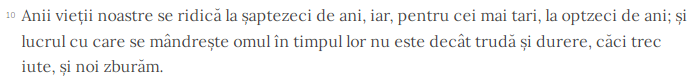 10 Anii vieții noastre se ridică la șaptezeci de ani, iar, pentru cei mai tari, la optzeci de ani; și
lucrul cu care se mândrește omul în timpul lor nu este decât trudă și durere, căci trec
iute, și noi zburăm.